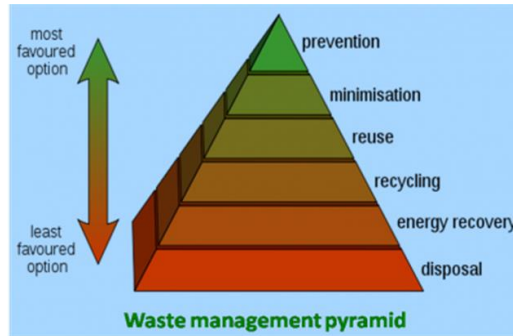 most
favoured
option
prevention
minimisation
reuse
recycling
energy recovery
least
favoured
option
disposal
Waste management pyramid